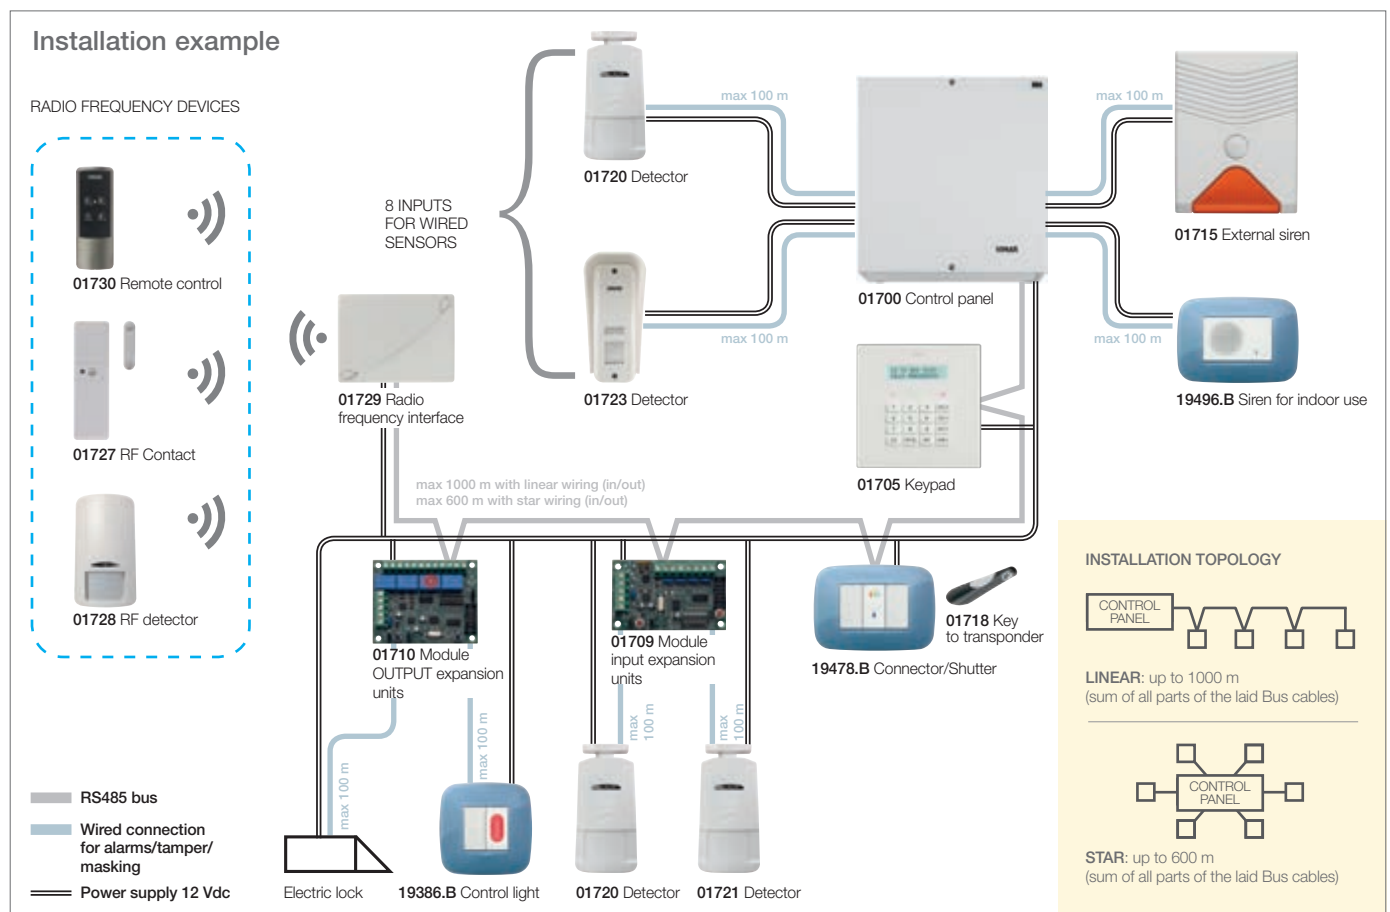 Installation example
RADIO FREQUENCY DEVICES
01730 Remote control
01727 RF Contact
01728 RF detector
8 INPUTS
FOR WIRED
SENSORS
01729 Radio
frequency interface
01720 Detector
01723 Detector
max 100 m
max 100 m
01700 Control panel
01705 Keypad
max 100 m
max 100 m
01715 External siren
19496.B Siren for indoor use
max 1000 m with linear wiring (in/out)
max 600 m with star wiring (in/out)
01710 Module
OUTPUT expansion
units
01709 Module
input expansion
units
19478.B Connector/Shutter
01718 Key
to transponder
max 100 m
max 100 m
max
100 m
max
100 m
Electric lock
19386.B Control light
01720 Detector
01721 Detector
RS485 bus
Wired connection
for alarms/tamper/
masking
Power supply 12 Vdc
INSTALLATION TOPOLOGY
CONTROL
PANEL
LINEAR: up to 1000 m
(sum of all parts of the laid Bus cables)
CONTROL
PANEL
STAR: up to 600 m
(sum of all parts of the laid Bus cables)